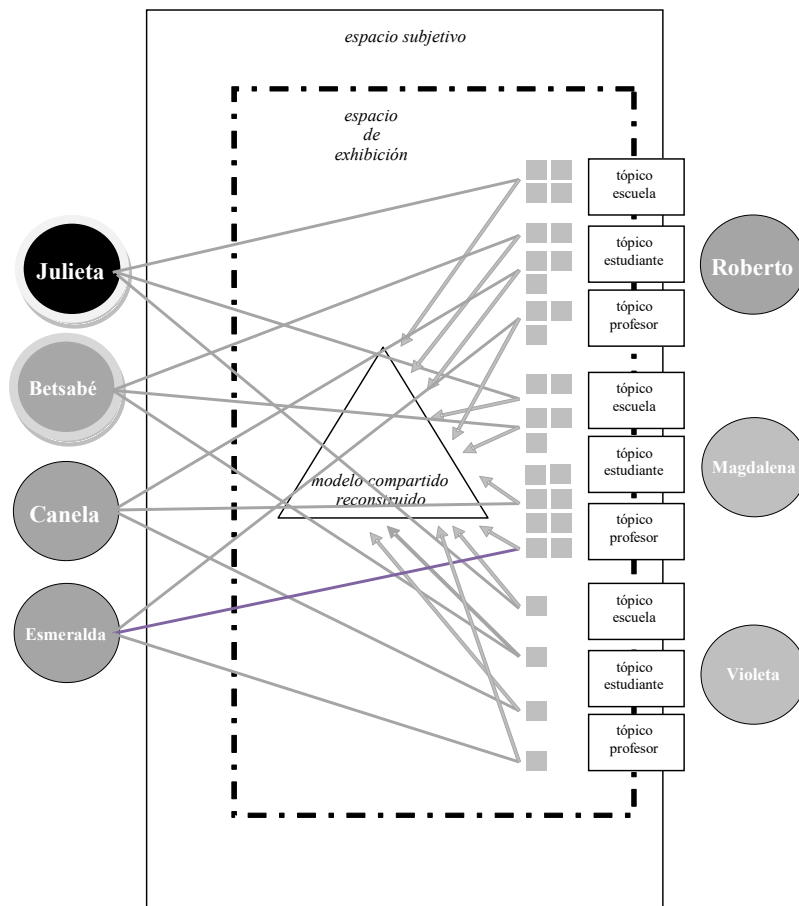 espacio subjetivo
espacio
de
exhibición
tópico
escuela
Julieta
tópico
estudiante
Roberto
tópico
profesor
Betsabé
tópico
escuela
tópico
estudiante
Magdalena
modelo compartido
reconstruido
Canela
tópico
profesor
tópico
escuela
Esmeralda
tópico
estudiante
Violeta
tópico
profesor